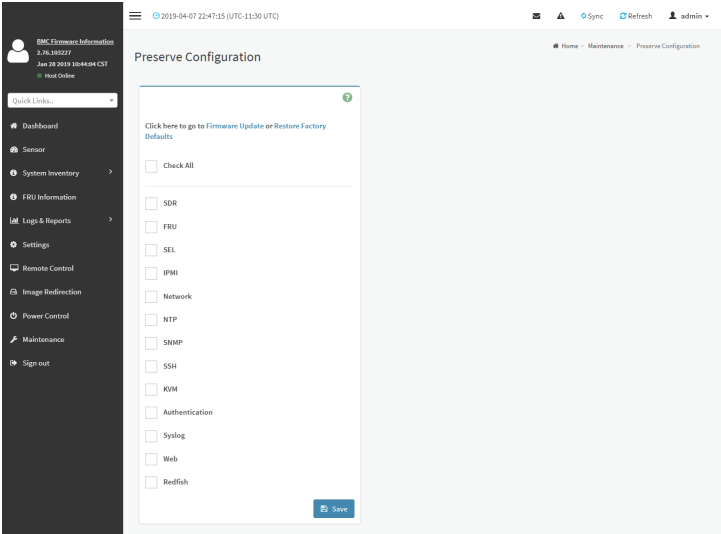 2019-04-07 22:47:15 (UTC-11:30 UTC)
Sync
Refresh
admin
BMC Firmware Information
2.76.103227
Jan 28 2019 10:44:04 CST
Host Online
Quick Links..
Dashboard
Sensor
System Inventory
FRU Information
Logs & Reports
Settings
Remote Control
Image Redirection
Power Control
Maintenance
Sign out
Preserve Configuration
Home > Maintenance > Preserve Configuration
Click here to go to Firmware Update or Restore Factory
Defaults
Check All
SDR
FRU
SEL
IPMI
Network
NTP
SNMP
SSH
KVM
Authentication
Syslog
Web
Redfish
Save